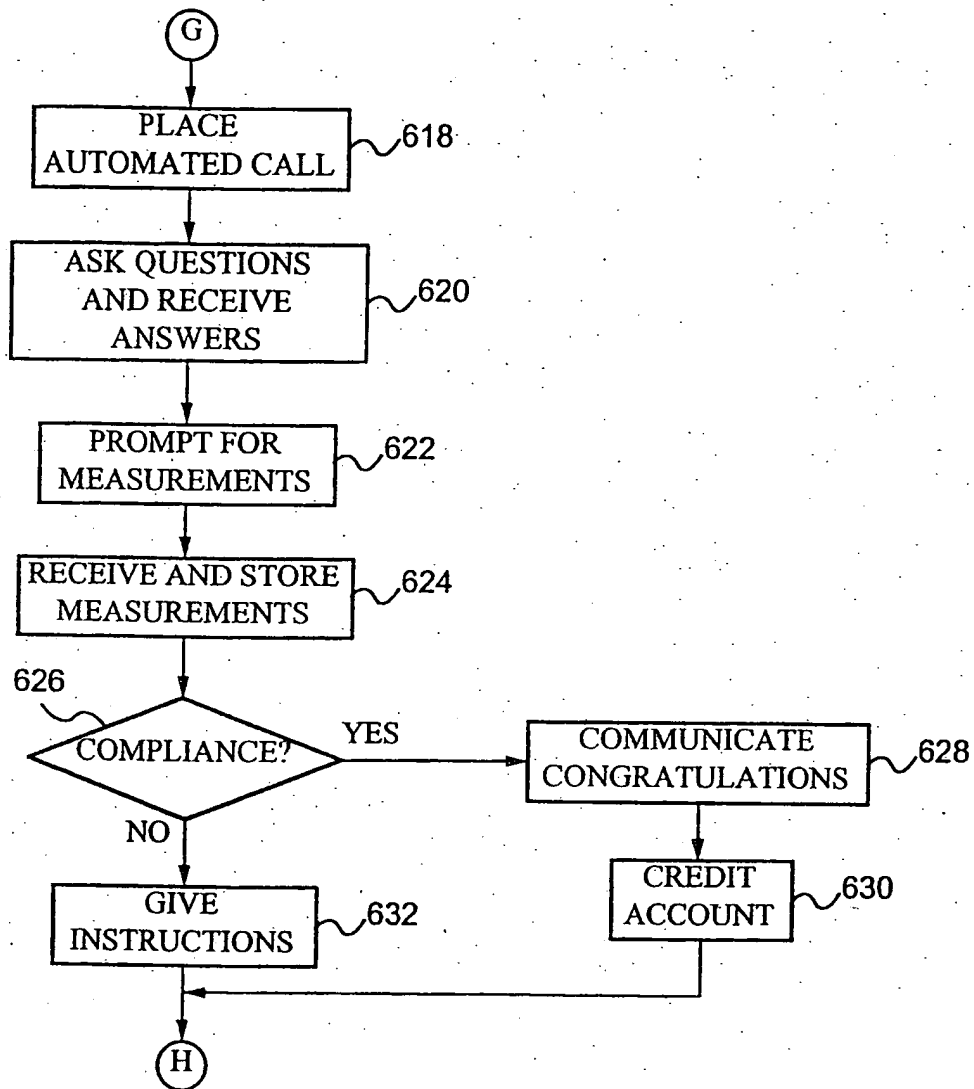 G
PLACE
AUTOMATED CALL
618
ASK QUESTIONS
AND RECEIVE
ANSWERS
620
PROMPT FOR
MEASUREMENTS
622
RECEIVE AND STORE
MEASUREMENTS
624
626
COMPLIANCE?
YES
NO
COMMUNICATE
CONGRATULATIONS
628
CREDIT
ACCOUNT
630
GIVE
INSTRUCTIONS
632
H